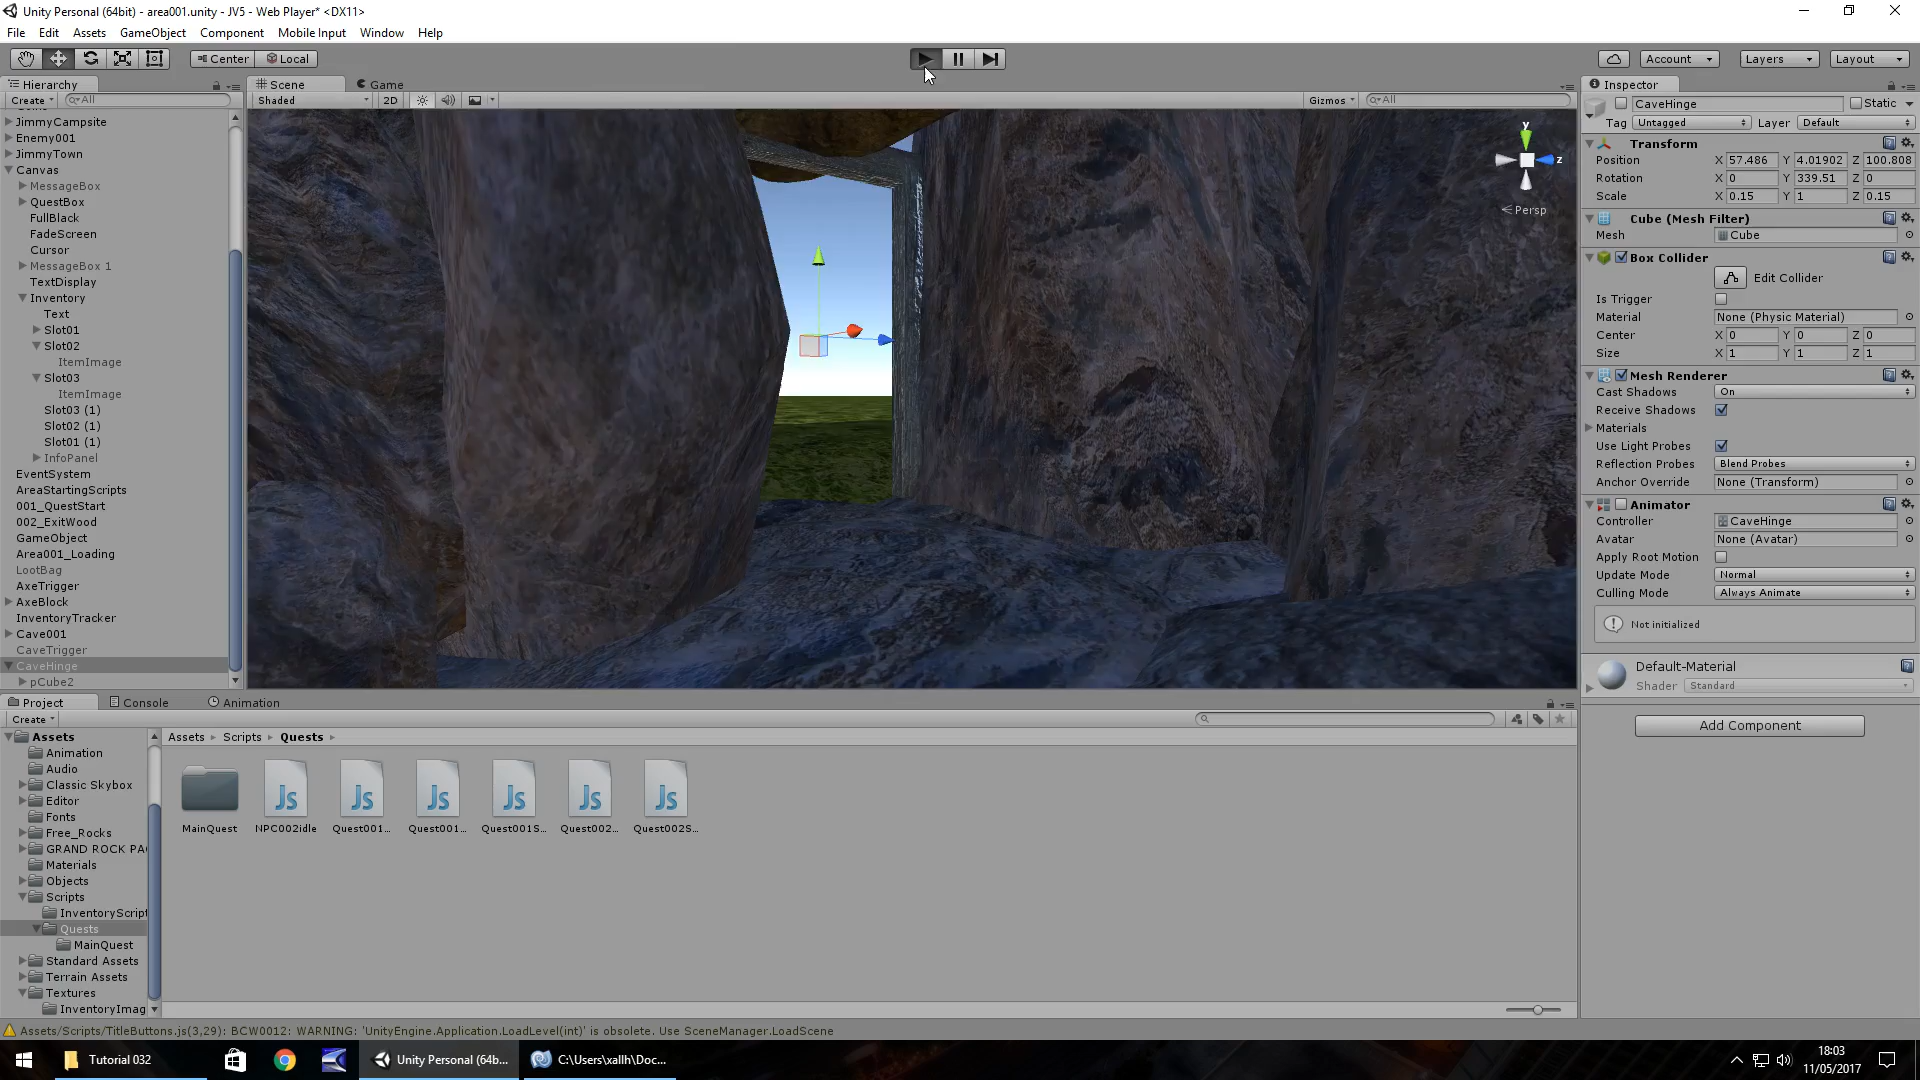 Unity Personal (64bit) - area001.unity - JV5 - Web Player* <DX11>
File Edit Assets GameObject Component Mobile Input Window Help
Center Local Account Layers Layout
Hierarchy
Create All
JimmyCampsite
Enemy001
JimmyTown
Canvas
MessageBox
QuestBox
FullBlack
FadeScreen
Cursor
MessageBox 1
TextDisplay
Inventory
Text
Slot01
Slot02
ItemImage
Slot03
ItemImage
Slot03 (1)
Slot02 (1)
Slot01 (1)
InfoPanel
EventSystem
AreaStartingScripts
001_QuestStart
002_ExitWood
GameObject
Area001_Loading
LootBag
AxeTrigger
AxeBlock
InventoryTracker
Cave001
CaveTrigger
CaveHinge
pCube2
Scene Game
Shaded 2D Gizmos All
y
z
Persp
Inspector
CaveHinge Static
Tag Untagged Layer Default
Transform
Position X 57.486 Y 4.01902 Z 100.808
Rotation X 0 Y 339.51 Z 0
Scale X 0.15 Y 1 Z 0.15
Cube (Mesh Filter)
Mesh Cube
Box Collider
Edit Collider
Is Trigger
Material None (Physic Material)
Center X 0 Y 0 Z 0
Size X 1 Y 1 Z 1
Mesh Renderer
Cast Shadows On
Receive Shadows
Materials
Use Light Probes
Reflection Probes Blend Probes
Anchor Override None (Transform)
Animator
Controller CaveHinge
Avatar None (Avatar)
Apply Root Motion
Update Mode Normal
Culling Mode Always Animate
Not initialized
Default-Material
Shader Standard
Add Component
Project Console Animation
Create
Assets
Animation
Audio
Classic Skybox
Editor
Fonts
Free_Rocks
GRAND ROCK PA
Materials
Objects
Scripts
InventoryScript
Quests
MainQuest
Standard Assets
Terrain Assets
Textures
InventoryImag
Assets Scripts Quests
Js Js Js Js Js Js
MainQuest NPC002idle Quest001... Quest001... Quest001S... Quest002... Quest002S...
Assets/Scripts/TitleButtons.js(3,29): BCW0012: WARNING: 'UnityEngine.Application.LoadLevel(int)' is obsolete. Use SceneManager.LoadScene
Tutorial 032 Unity Personal (64b... C:\Users\xallh\Doc...
18:03
11/05/2017